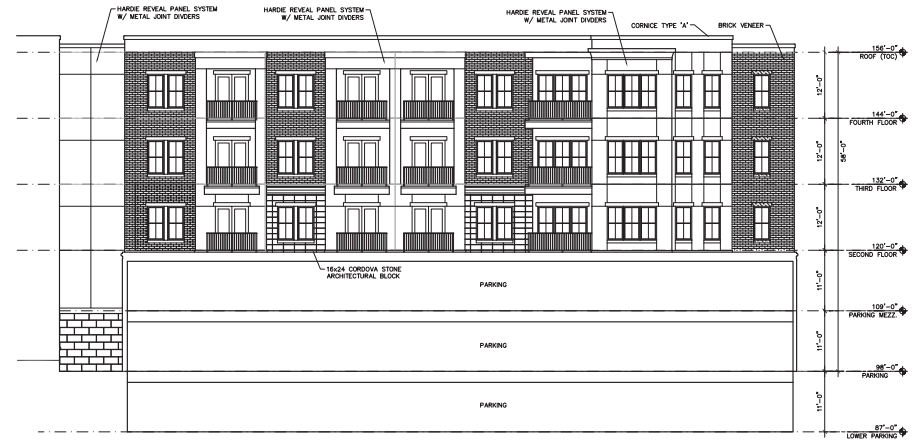 HARDIE REVEAL PANEL SYSTEM
W/ METAL JOINT DIVDERS
HARDIE REVEAL PANEL SYSTEM
W/ METAL JOINT DIVDERS
HARDIE REVEAL PANEL SYSTEM
W/ METAL JOINT DIVDERS
CORNICE TYPE 'A'
BRICK VENEER
156'-0"
ROOF (TOC)
12'-0"
144'-0"
FOURTH FLOOR
12'-0"
58'-0"
132'-0"
THIRD FLOOR
12'-0"
120'-0"
SECOND FLOOR
16x24 CORDOVA STONE
ARCHITECTURAL BLOCK
PARKING
11'-0"
109'-0"
PARKING MEZZ.
PARKING
11'-0"
98'-0"
PARKING
PARKING
11'-0"
87'-0"
LOWER PARKING